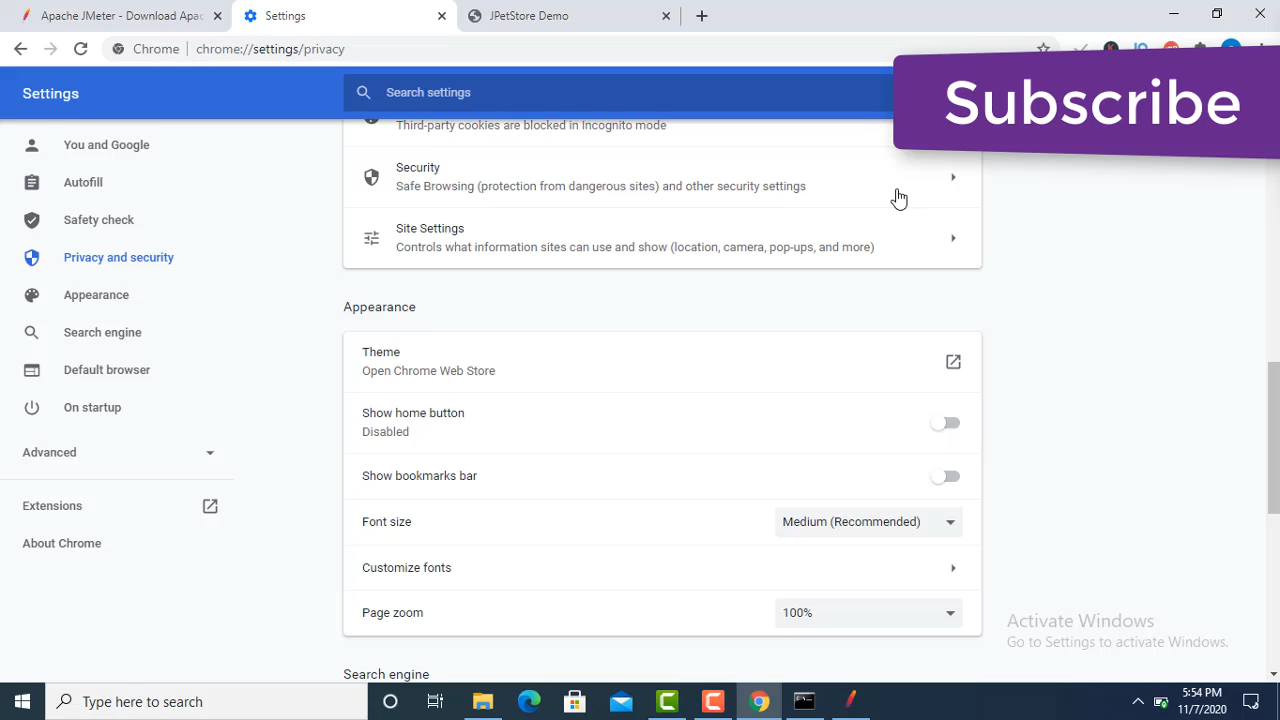 Apache JMeter - Download Apac
Settings
JPetStore Demo
Chrome
chrome://settings/privacy
Subscribe
Settings
Search settings
You and Google
Autofill
Safety check
Privacy and security
Appearance
Search engine
Default browser
On startup
Advanced
Extensions
About Chrome
Third-party cookies are blocked in Incognito mode
Security
Safe Browsing (protection from dangerous sites) and other security settings
Site Settings
Controls what information sites can use and show (location, camera, pop-ups, and more)
Appearance
Theme
Open Chrome Web Store
Show home button
Disabled
Show bookmarks bar
Font size
Medium (Recommended)
Customize fonts
Page zoom
100%
Search engine
Activate Windows
Go to Settings to activate Windows.
Type here to search
5:54 PM
11/7/2020